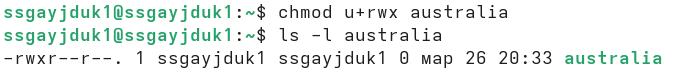 ssgayjduk1@ssgayjduk1:~$ chmod u+rwx australia
ssgayjduk1@ssgayjduk1:~$ ls -l australia
-rwxr--r--. 1 ssgayjduk1 ssgayjduk1 0 мар 26 20:33 australia